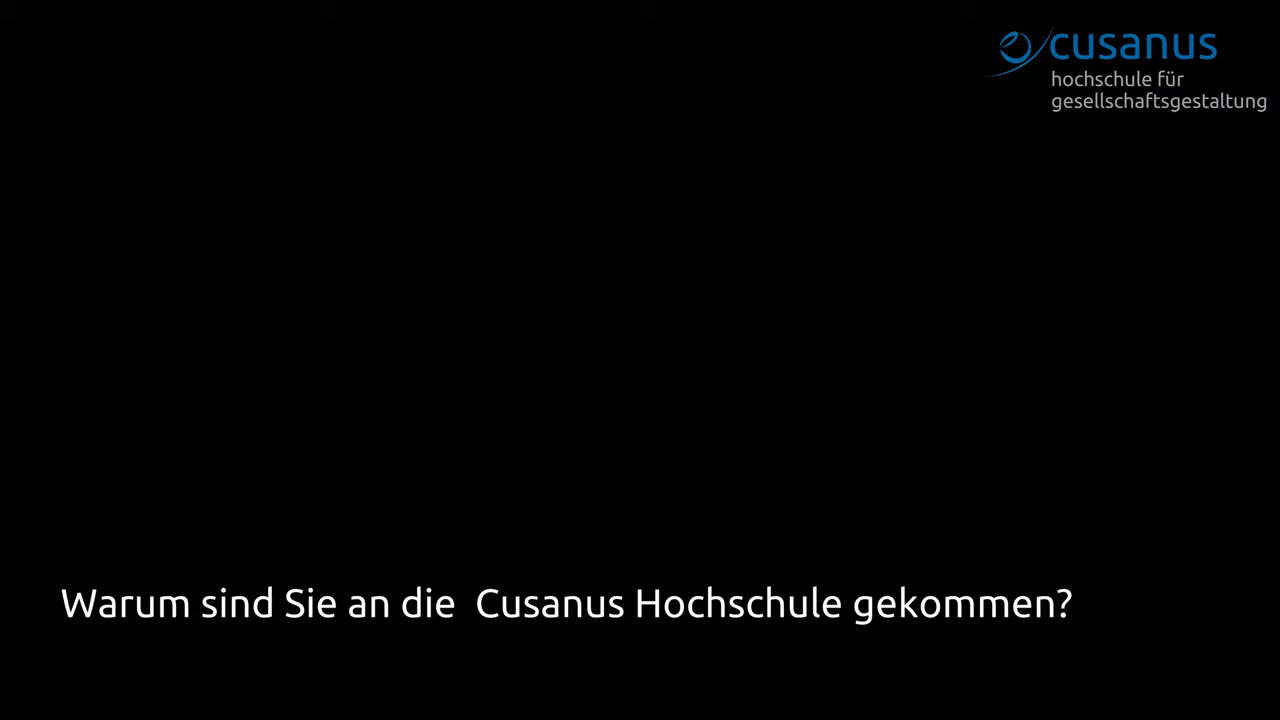 cusanus
hochschule für
gesellschaftsgestaltung
Warum sind Sie an die  Cusanus Hochschule gekommen?